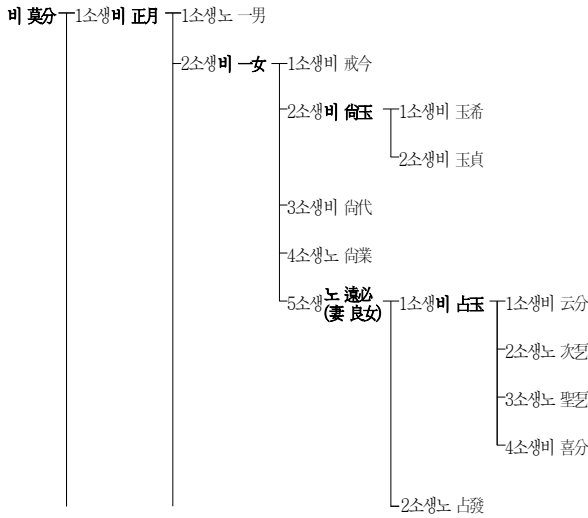 비 莫分 1소생비 正月 1소생노 一男
2소생비 一女 1소생비 戒今
2소생비 尙玉 1소생비 玉希
2소생비 玉貞
3소생비 尙代
4소생노 尙業
5소생노 遠必 1소생비 占玉 1소생비 云分
(妻 良女)
2소생노 次
3소생노 聖
4소생비 喜分
2소생노 占發